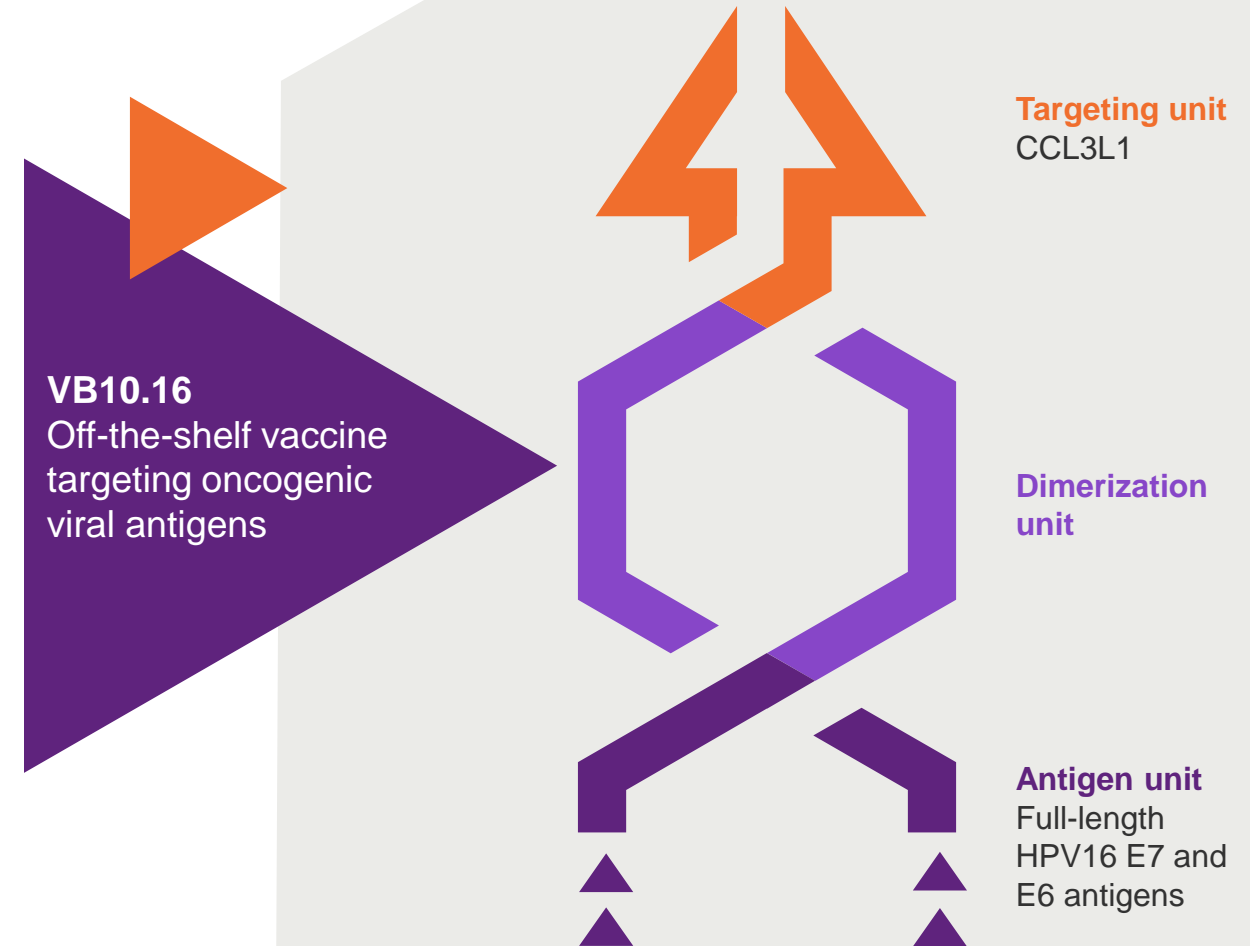 VB10.16
Off-the-shelf vaccine
targeting oncogenic
viral antigens
Targeting unit
CCL3L1
Dimerization
unit
Antigen unit
Full-length
HPV16 E7 and
E6 antigens